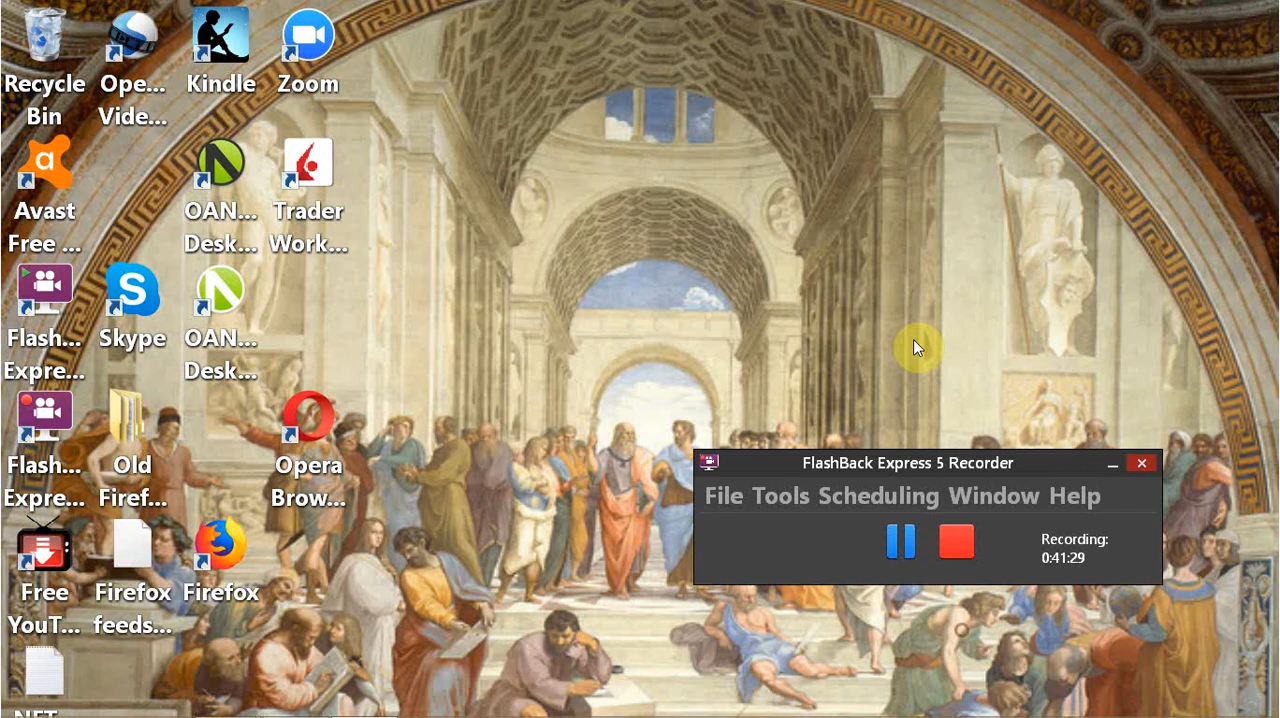 Recycle
Bin
Ope...
Vide...
Kindle
Zoom
a
Avast
Free ...
OAN...
Desk...
Trader
Work...
Flash...
Expre...
S
Skype
OAN...
Desk...
Flash...
Expre...
Old
Firef...
Opera
Brow...
Free
YouT...
Firefox
feeds...
Firefox
FlashBack Express 5 Recorder
File Tools Scheduling Window Help
Recording:
0:41:29